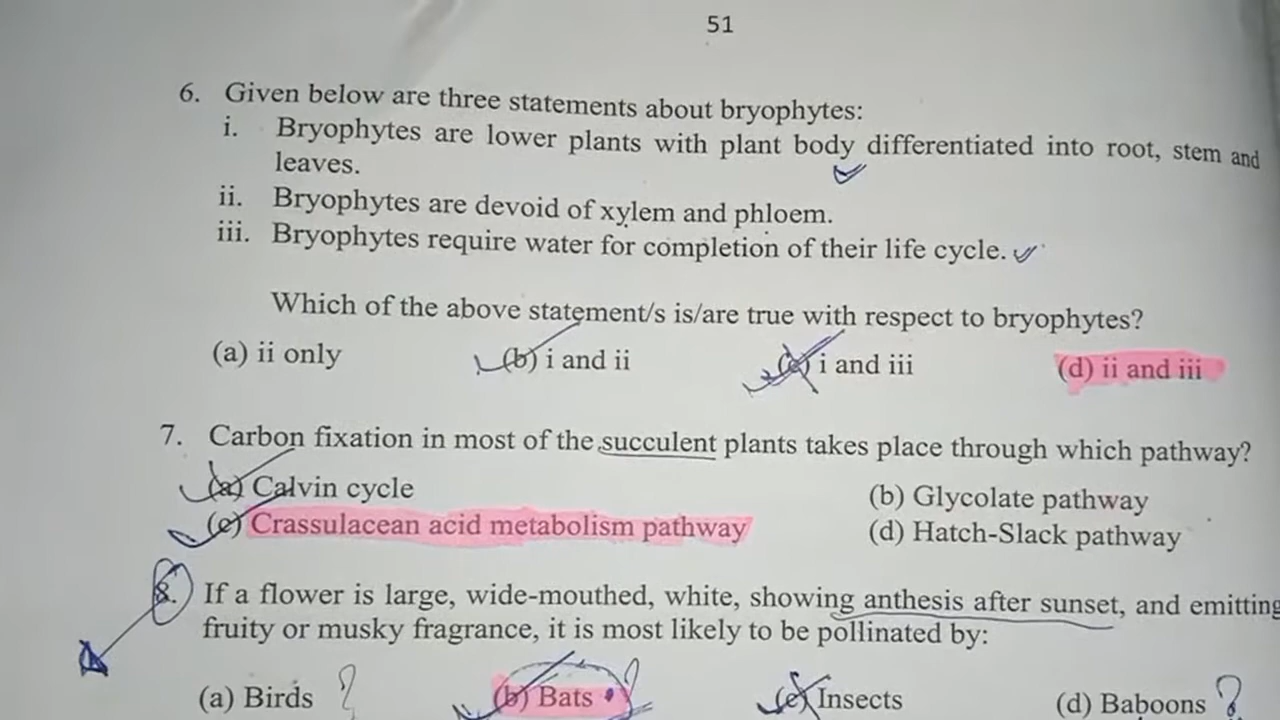 51
6. Given below are three statements about bryophytes:
i. Bryophytes are lower plants with plant body differentiated into root, stem and
leaves.
ii. Bryophytes are devoid of xylem and phloem.
iii. Bryophytes require water for completion of their life cycle.
Which of the above statement/s is/are true with respect to bryophytes?
(a) ii only (b) i and ii (c) i and iii (d) ii and iii
7. Carbon fixation in most of the succulent plants takes place through which pathway?
(a) Calvin cycle (b) Glycolate pathway
(c) Crassulacean acid metabolism pathway (d) Hatch-Slack pathway
8. If a flower is large, wide-mouthed, white, showing anthesis after sunset, and emitting
fruity or musky fragrance, it is most likely to be pollinated by:
(a) Birds ? (b) Bats ? (c) Insects (d) Baboons ?